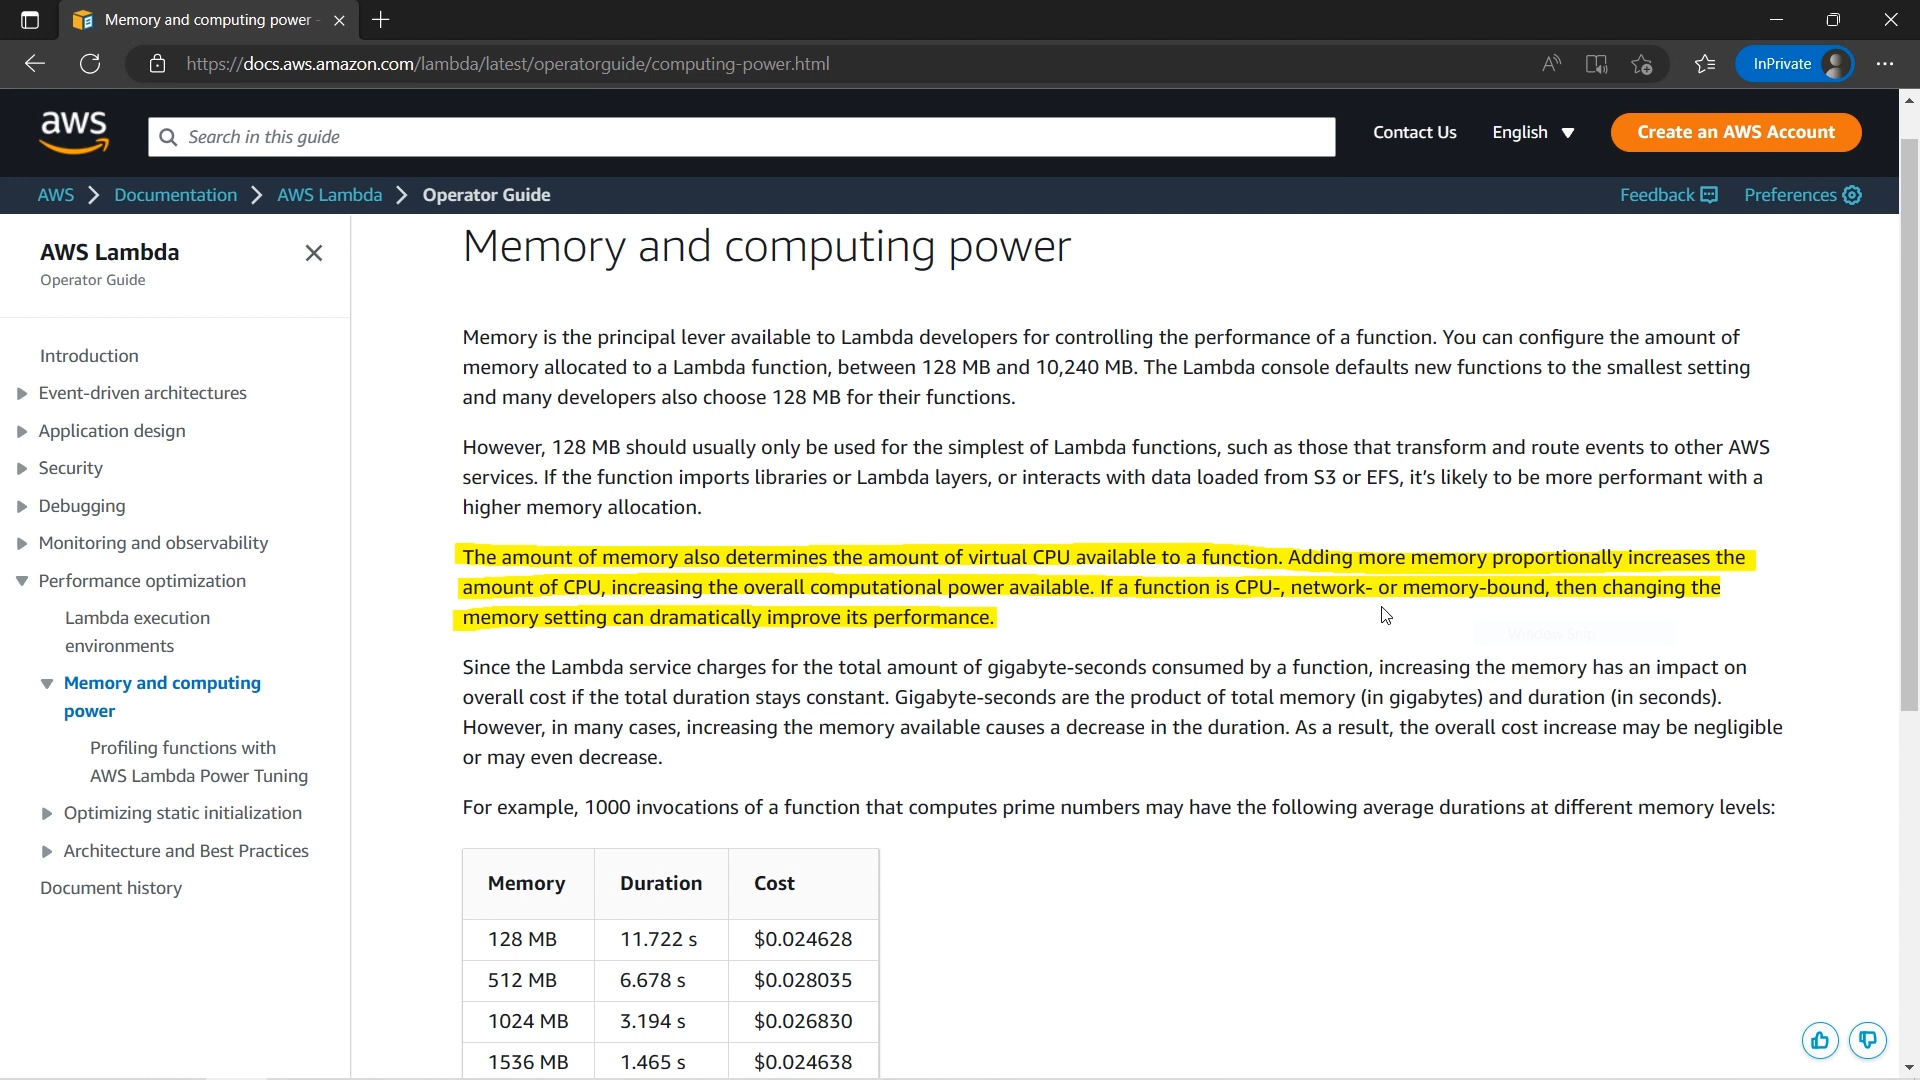 Memory and computing power
https://docs.aws.amazon.com/lambda/latest/operatorguide/computing-power.html
InPrivate
aws
Search in this guide
Contact Us
English
Create an AWS Account
AWS
Documentation
AWS Lambda
Operator Guide
Feedback
Preferences
AWS Lambda
Operator Guide
Introduction
Event-driven architectures
Application design
Security
Debugging
Monitoring and observability
Performance optimization
Lambda execution
environments
Memory and computing
power
Profiling functions with
AWS Lambda Power Tuning
Optimizing static initialization
Architecture and Best Practices
Document history
Memory and computing power
Memory is the principal lever available to Lambda developers for controlling the performance of a function. You can configure the amount of
memory allocated to a Lambda function, between 128 MB and 10,240 MB. The Lambda console defaults new functions to the smallest setting
and many developers also choose 128 MB for their functions.
However, 128 MB should usually only be used for the simplest of Lambda functions, such as those that transform and route events to other AWS
services. If the function imports libraries or Lambda layers, or interacts with data loaded from S3 or EFS, it's likely to be more performant with a
higher memory allocation.
The amount of memory also determines the amount of virtual CPU available to a function. Adding more memory proportionally increases the
amount of CPU, increasing the overall computational power available. If a function is CPU-, network- or memory-bound, then changing the
memory setting can dramatically improve its performance.
Since the Lambda service charges for the total amount of gigabyte-seconds consumed by a function, increasing the memory has an impact on
overall cost if the total duration stays constant. Gigabyte-seconds are the product of total memory (in gigabytes) and duration (in seconds).
However, in many cases, increasing the memory available causes a decrease in the duration. As a result, the overall cost increase may be negligible
or may even decrease.
For example, 1000 invocations of a function that computes prime numbers may have the following average durations at different memory levels:
Memory Duration Cost
128 MB 11.722 s $0.024628
512 MB 6.678 s $0.028035
1024 MB 3.194 s $0.026830
1536 MB 1.465 s $0.024638